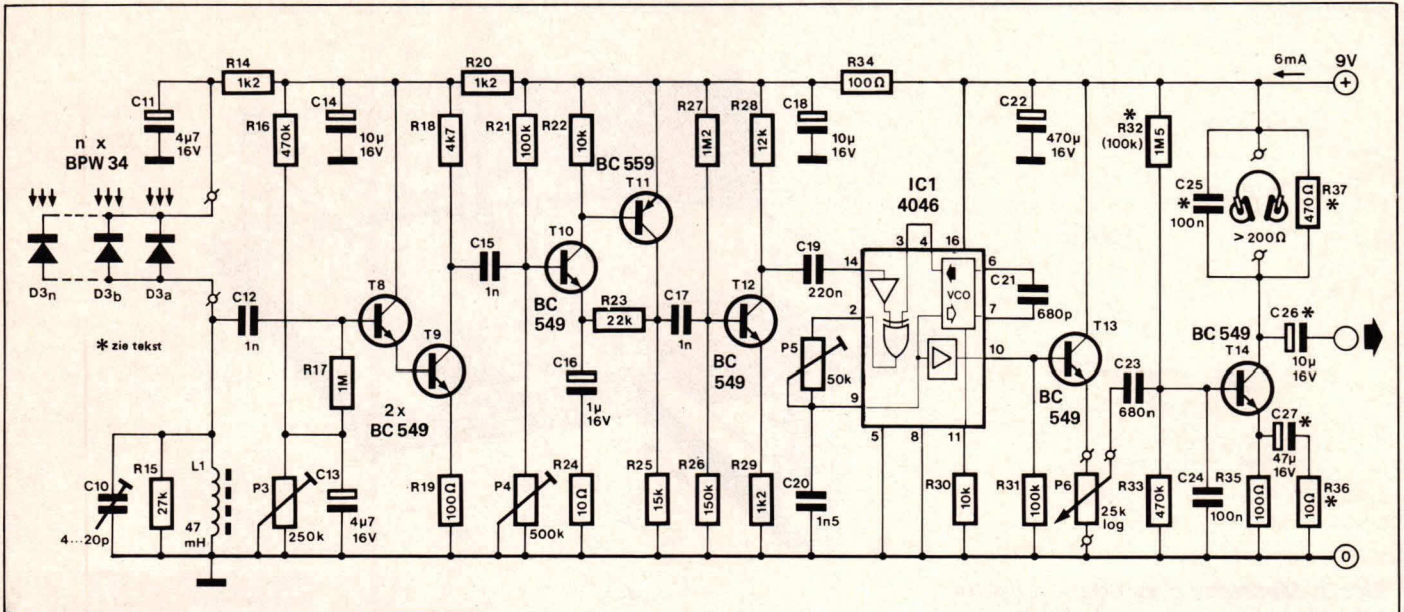 R14
1k2
R20
1k2
R34
100Ω
6mA
9V
+
C11
4µ7
16V
R16
470k
C14
10µ
16V
R18
4k7
R21
100k
R22
10k
R27
1M2
R28
12k
C18
10µ
16V
C22
470µ
16V
*
R32
(100k)
1M5
n x
BPW 34
BC 559
T11
IC1
4046
C25
*
100n
> 200Ω
470Ω
R37
*
D3n
D3b
D3a
C12
1n
T8
T9
C15
1n
T10
BC
549
R23
22k
C17
1n
T12
BC
549
C19
220n
3
4
16
14
2
9
6
7
10
5
8
11
VCO
C21
680p
T13
BC
549
C23
680n
BC 549
T14
C26
*
10µ
16V
* zie tekst
R17
1M
2 x
BC 549
C16
1µ
16V
P5
50k
C27
*
47µ
16V
C10
4...20p
R15
27k
L1
47
mH
P3
250k
C13
4µ7
16V
R19
100Ω
P4
500k
R24
10Ω
R25
15k
R26
150k
R29
1k2
C20
1n5
R30
10k
R31
100k
P6
25k
log
R33
470k
C24
100n
R35
100Ω
10Ω
R36
*
0